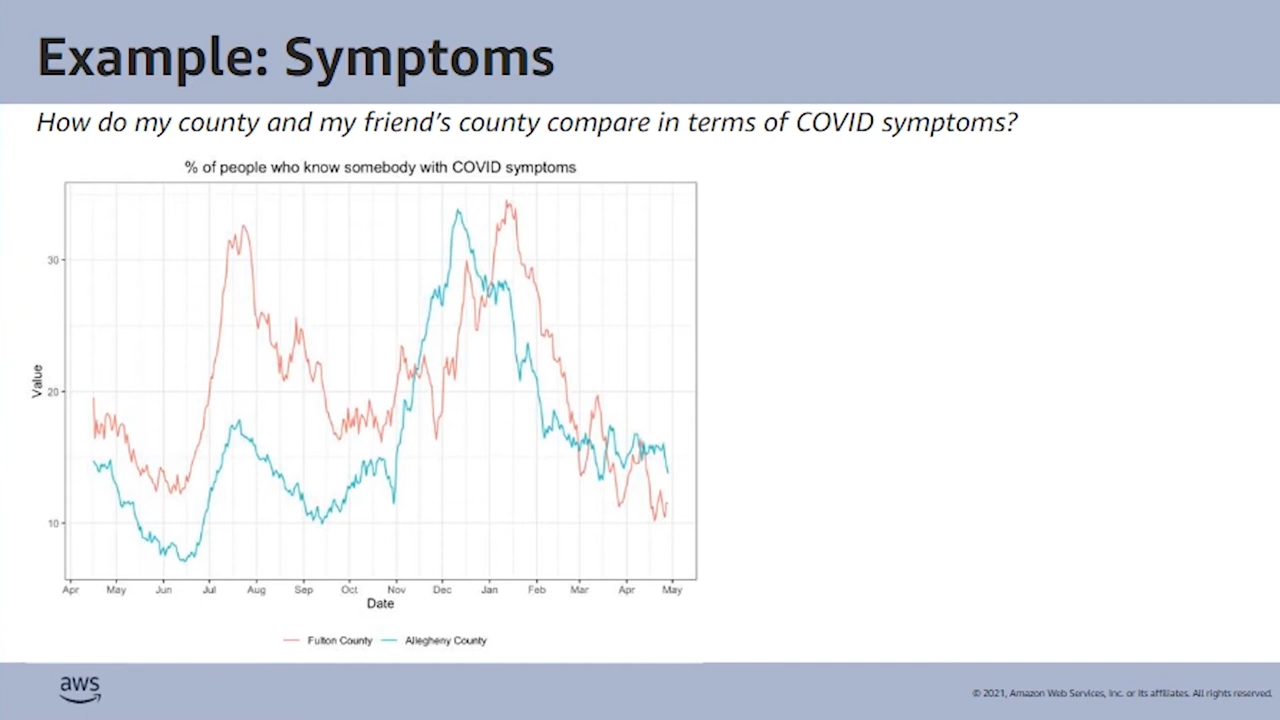 Example: Symptoms
How do my county and my friend's county compare in terms of COVID symptoms?
% of people who know somebody with COVID symptoms
30
20
10
Value
Apr May Jun Jul Aug Sep Oct Nov Dec Jan Feb Mar Apr May
Date
Fulton County Allegheny County
aws
© 2021, Amazon Web Services, Inc. or its affiliates. All rights reserved.